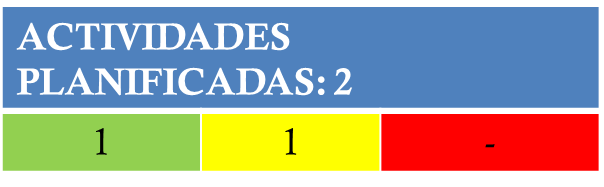 ACTIVIDADES
PLANIFICADAS: 2
1 1 -